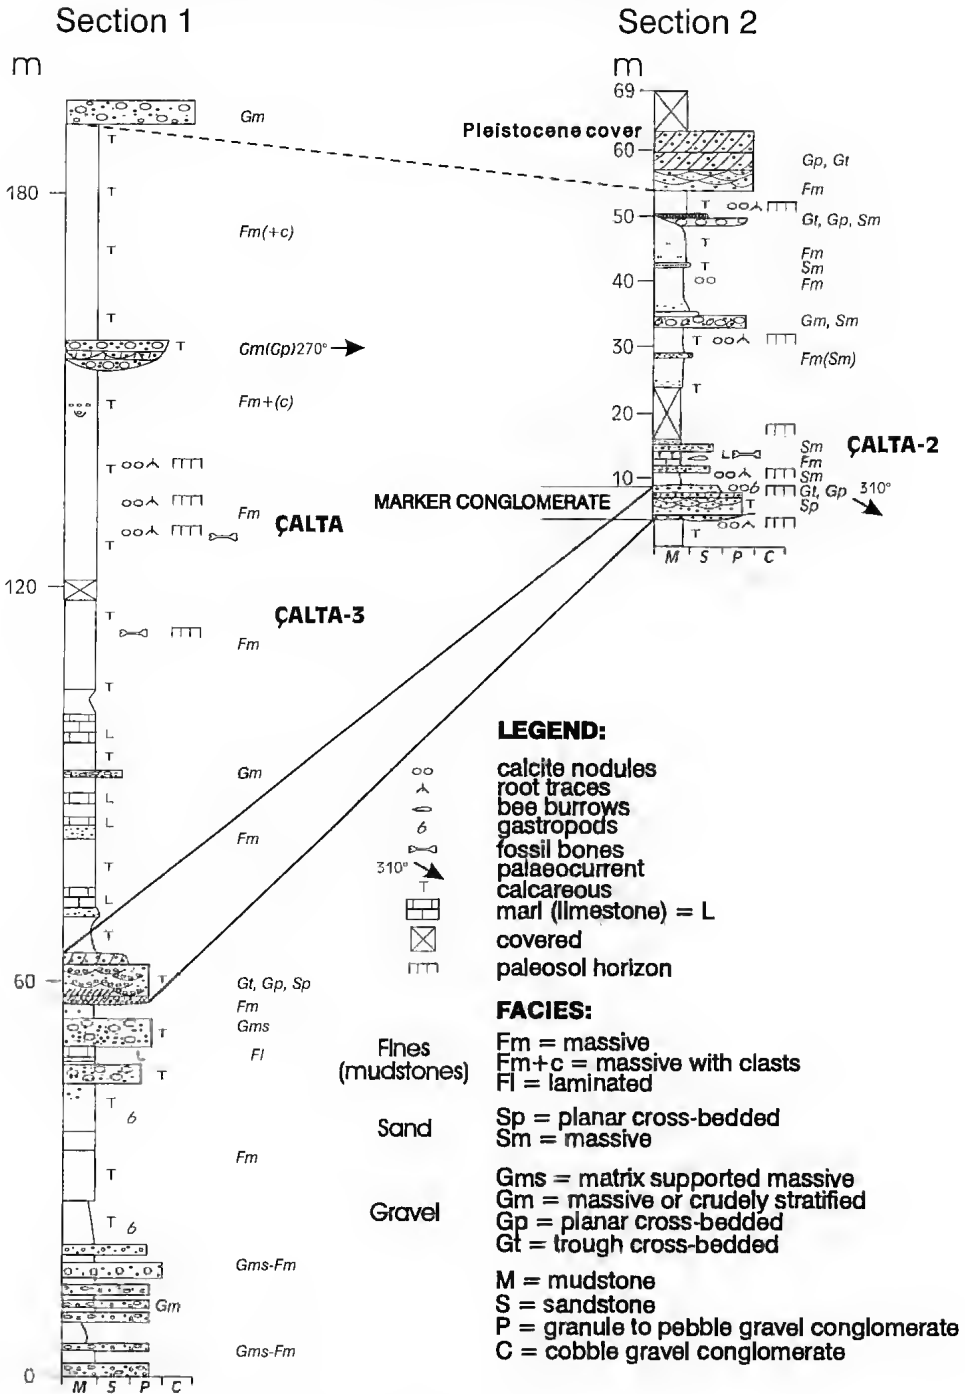 Section 1
m
Gm
T
180
T
Fm(+c)
T
T
T
Gm(Gp)270°
T
Fm+(c)
T
T
Fm
ÇALTA
T
120
T
ÇALTA-3
Fm
T
L
T
Gm
L
L
Fm
T
L
T
60
T
Gt, Gp, Sp
Fm
Gms
T
L
Fl
T
T
6
Fm
T
T 6
Gms-Fm
Gm
Gms-Fm
0
M S P C
Section 2
m
69
Pleistocene cover
60
Gp, Gt
Fm
T
50
Gt, Gp, Sm
T
Fm
T
Sm
40
Fm
Gm, Sm
T
30
Fm(Sm)
T
20
Sm
ÇALTA-2
L
Fm
10
Sm
MARKER CONGLOMERATE
6
Gt, Gp 310°
T
Sp
T
M S P C
LEGEND:
calcite nodules
root traces
bee burrows
6 gastropods
fossil bones
310° palaeocurrent
T calcareous
marl (limestone) = L
covered
paleosol horizon
FACIES:
Fines
(mudstones)
Fm = massive
Fm+c = massive with clasts
Fl = laminated
Sand
Sp = planar cross-bedded
Sm = massive
Gravel
Gms = matrix supported massive
Gm = massive or crudely stratified
Gp = planar cross-bedded
Gt = trough cross-bedded
M = mudstone
S = sandstone
P = granule to pebble gravel conglomerate
C = cobble gravel conglomerate